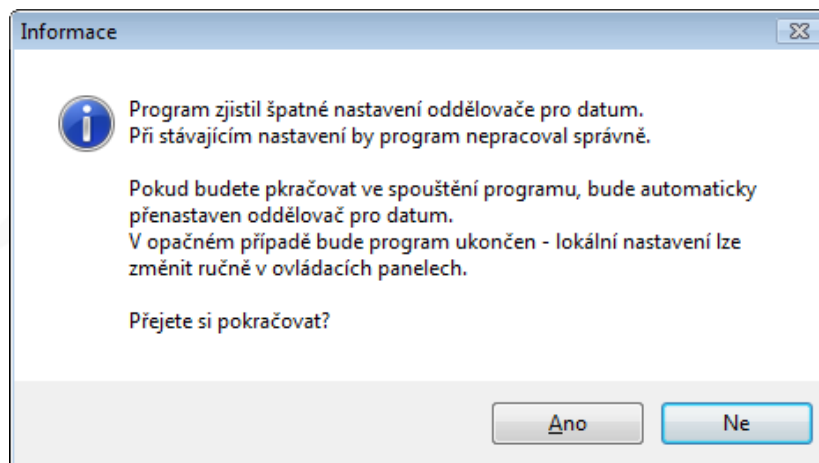 Informace
Program zjistil špatné nastavení oddělovače pro datum.
Při stávajícím nastavení by program nepracoval správně.
Pokud budete pkračovat ve spouštění programu, bude automaticky
přenastaven oddělovač pro datum.
V opačném případě bude program ukončen - lokální nastavení lze
změnit ručně v ovládacích panelech.
Přejete si pokračovat?
Ano
Ne